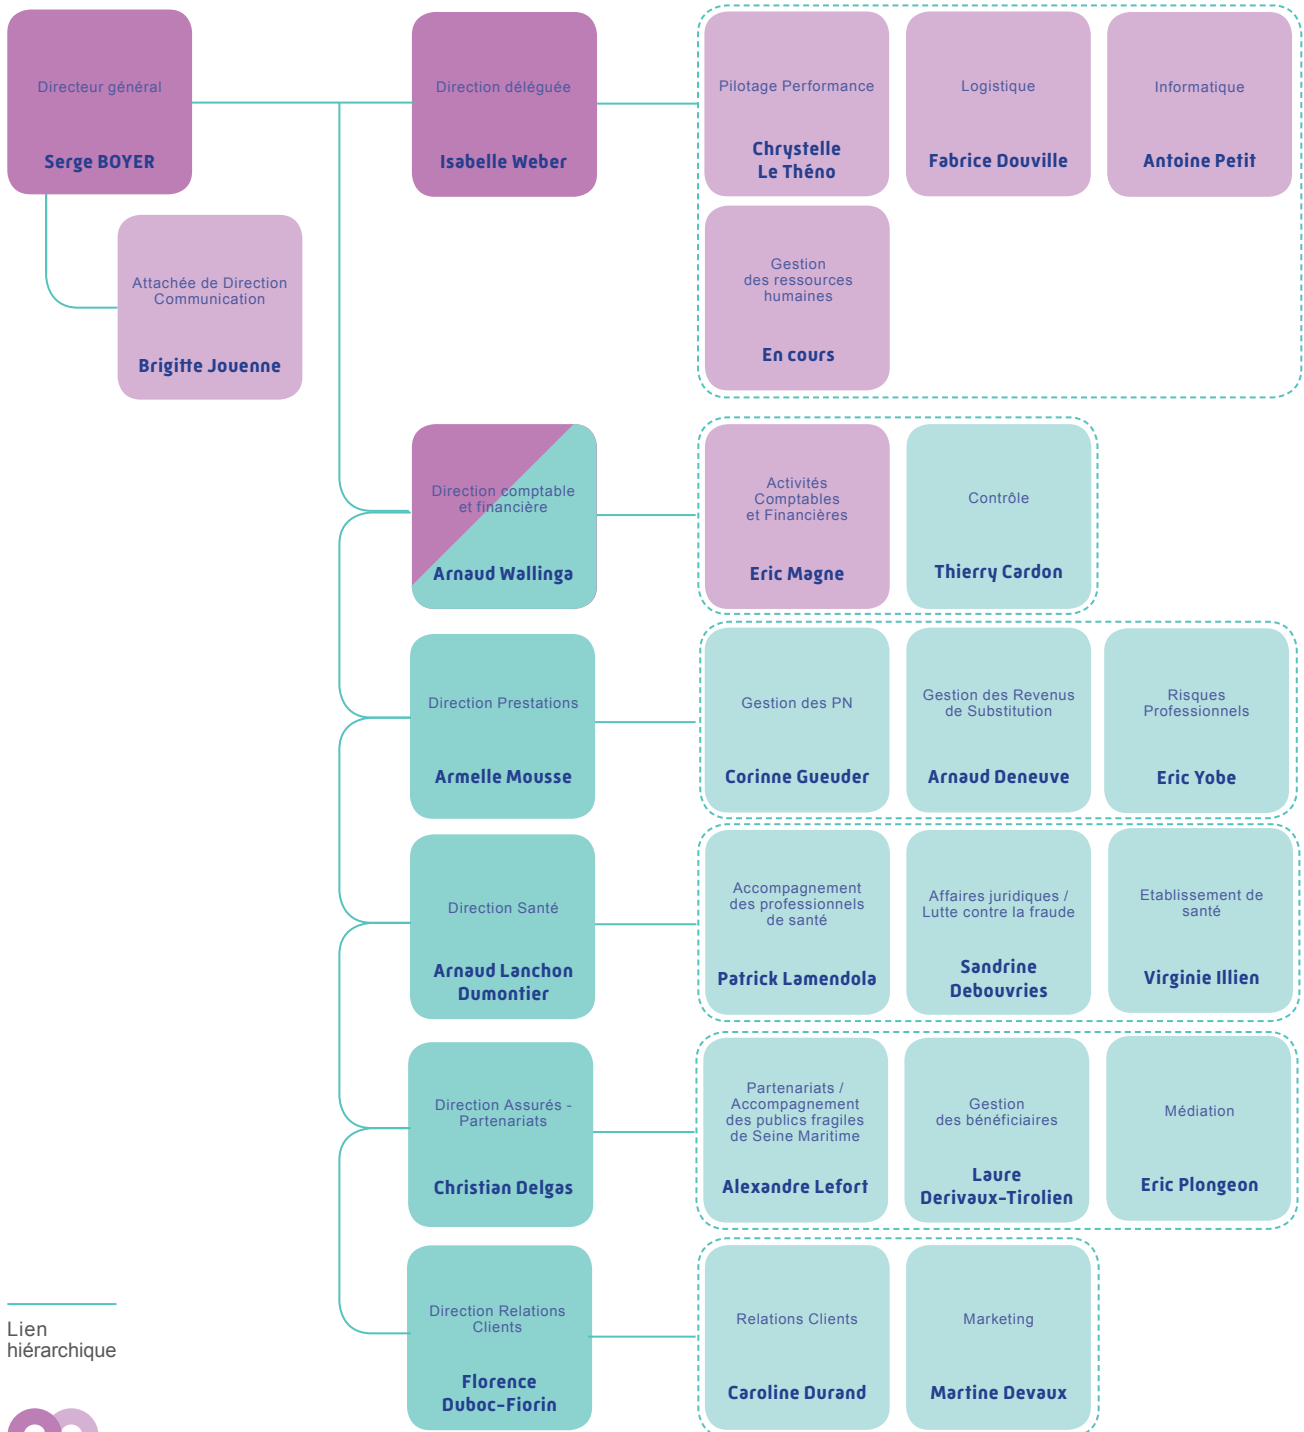 Directeur général
Serge BOYER
Attachée de Direction
Communication
Brigitte Jouenne
Direction déléguée
Isabelle Weber
Pilotage Performance
Chrystelle
Le Théno
Logistique
Fabrice Douville
Informatique
Antoine Petit
Gestion
des ressources
humaines
En cours
Direction comptable
et financière
Arnaud Wallinga
Activités
Comptables
et Financières
Eric Magne
Contrôle
Thierry Cardon
Direction Prestations
Armelle Mousse
Gestion des PN
Corinne Gueuder
Gestion des Revenus
de Substitution
Arnaud Deneuve
Risques
Professionnels
Eric Yobe
Direction Santé
Arnaud Lanchon
Dumontier
Accompagnement
des professionnels
de santé
Patrick Lamendola
Affaires juridiques /
Lutte contre la fraude
Sandrine
Debouvries
Etablissement de
santé
Virginie Illien
Direction Assurés -
Partenariats
Christian Delgas
Partenariats /
Accompagnement
des publics fragiles
de Seine Maritime
Alexandre Lefort
Gestion
des bénéficiaires
Laure
Derivaux-Tirolien
Médiation
Eric Plongeon
Direction Relations
Clients
Florence
Duboc-Fiorin
Relations Clients
Caroline Durand
Marketing
Martine Devaux
Lien
hiérarchique